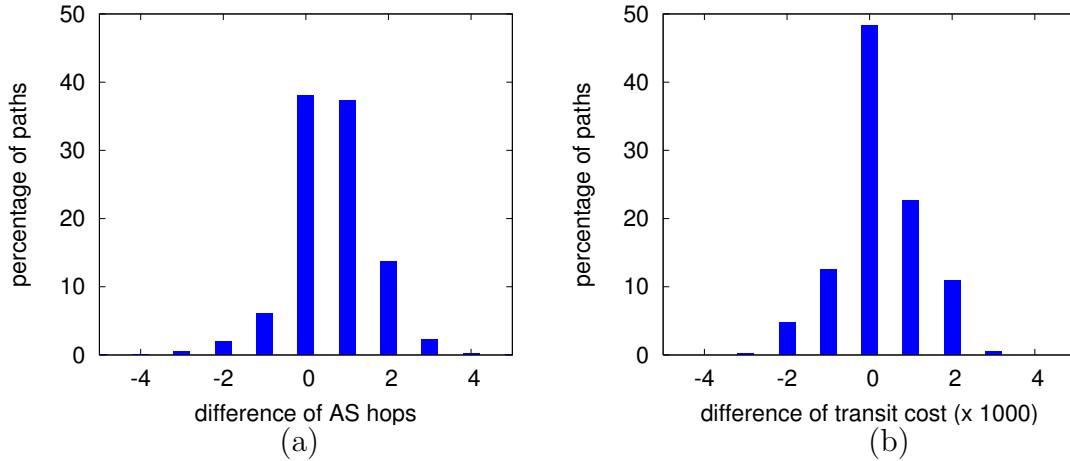 50
40
30
20
10
0
percentage of paths
-4 -2 0 2 4
difference of AS hops
(a)
50
40
30
20
10
0
percentage of paths
-4 -2 0 2 4
difference of transit cost (x 1000)
(b)